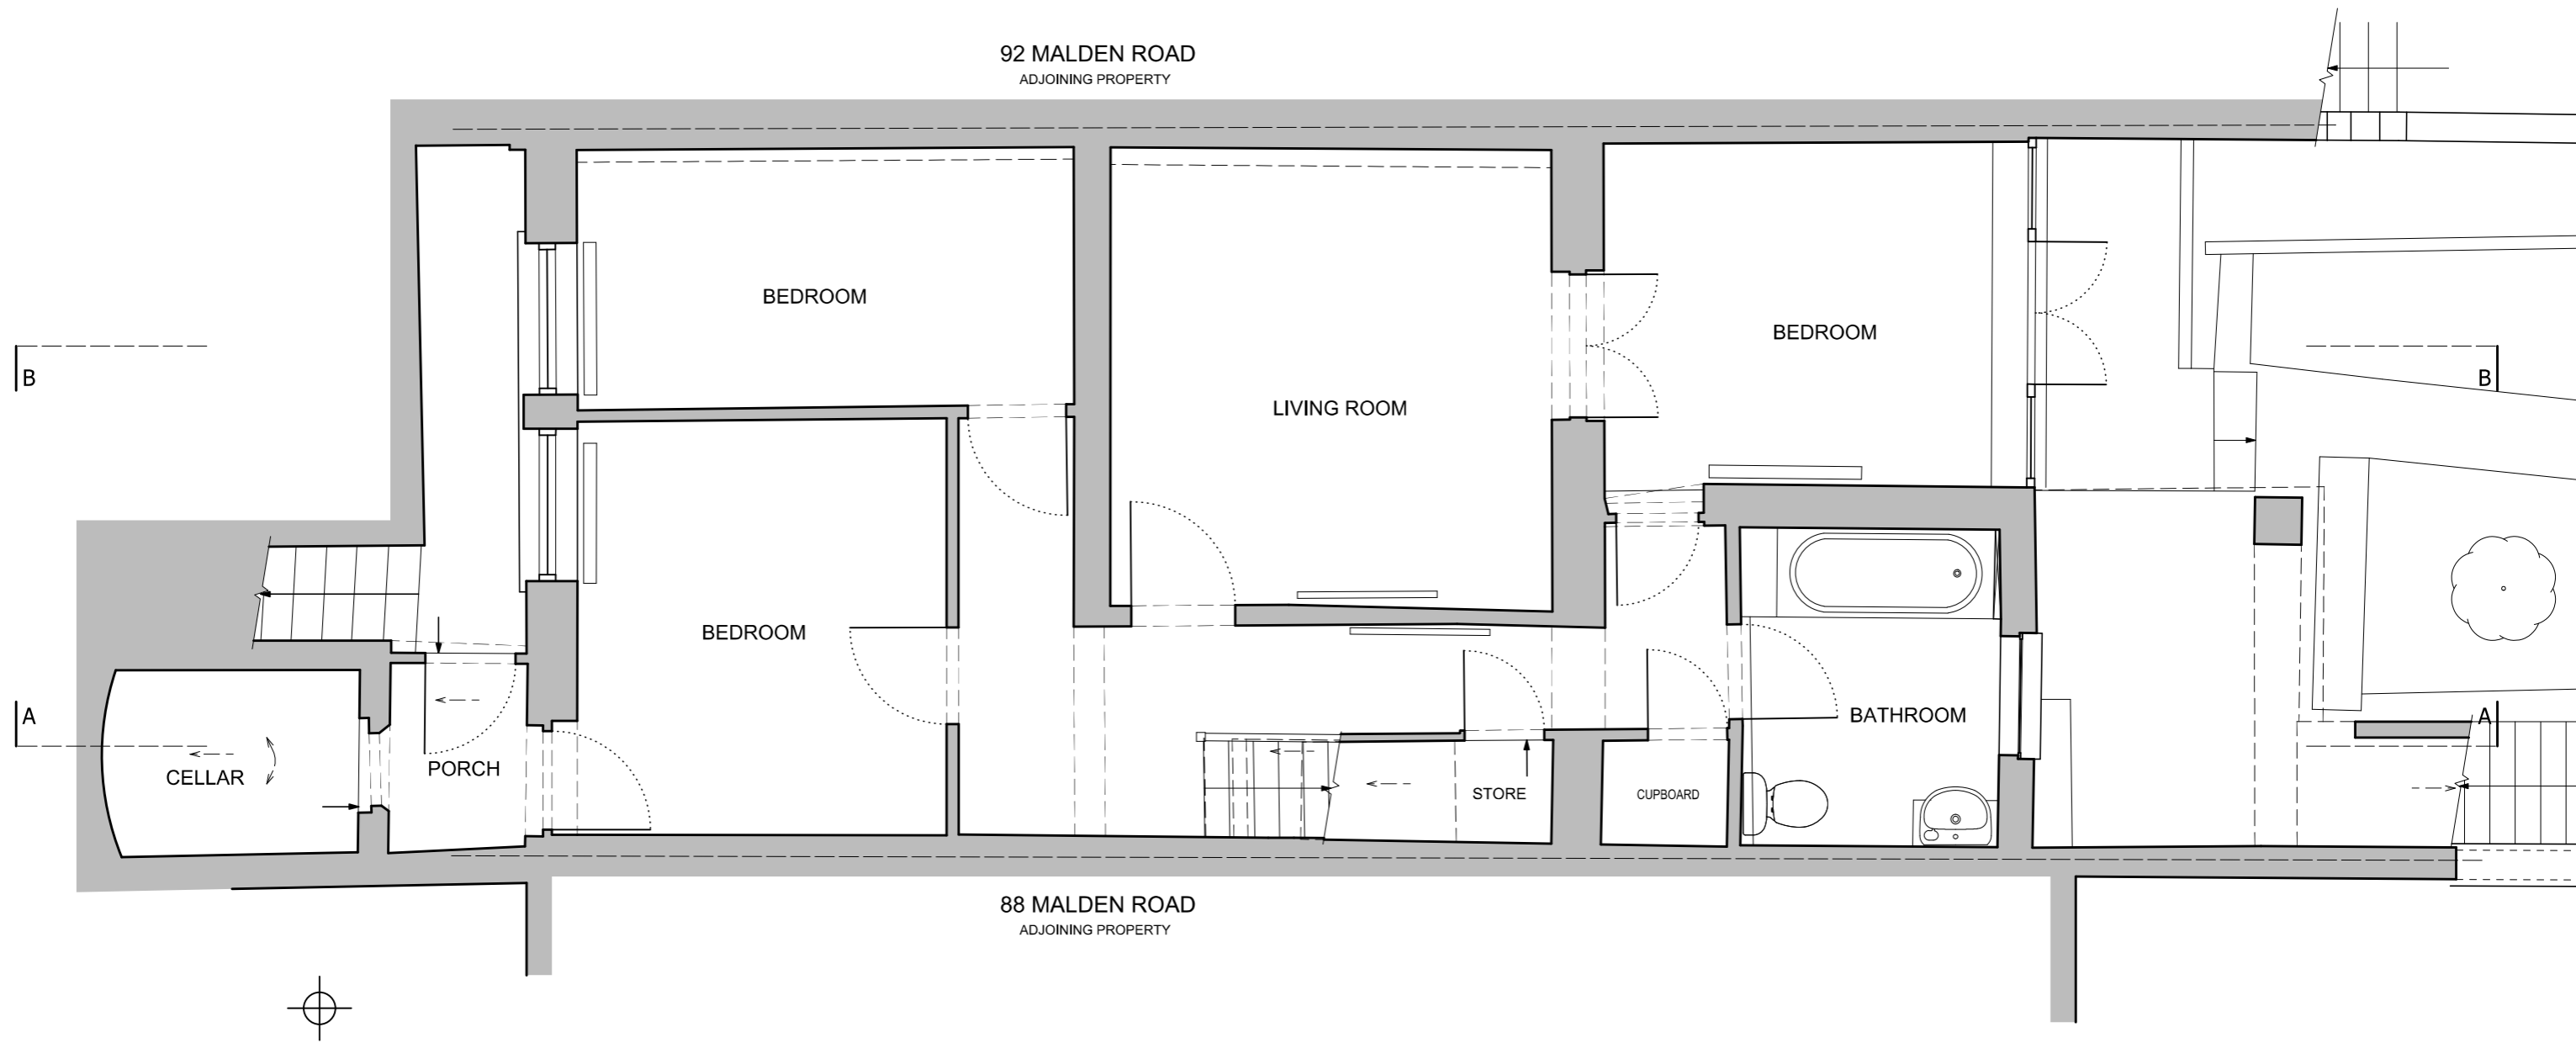 92 MALDEN ROAD
ADJOINING PROPERTY
BEDROOM
BEDROOM
B
B
LIVING ROOM
BEDROOM
A
A
BATHROOM
PORCH
CELLAR
STORE
CUPBOARD
88 MALDEN ROAD
ADJOINING PROPERTY